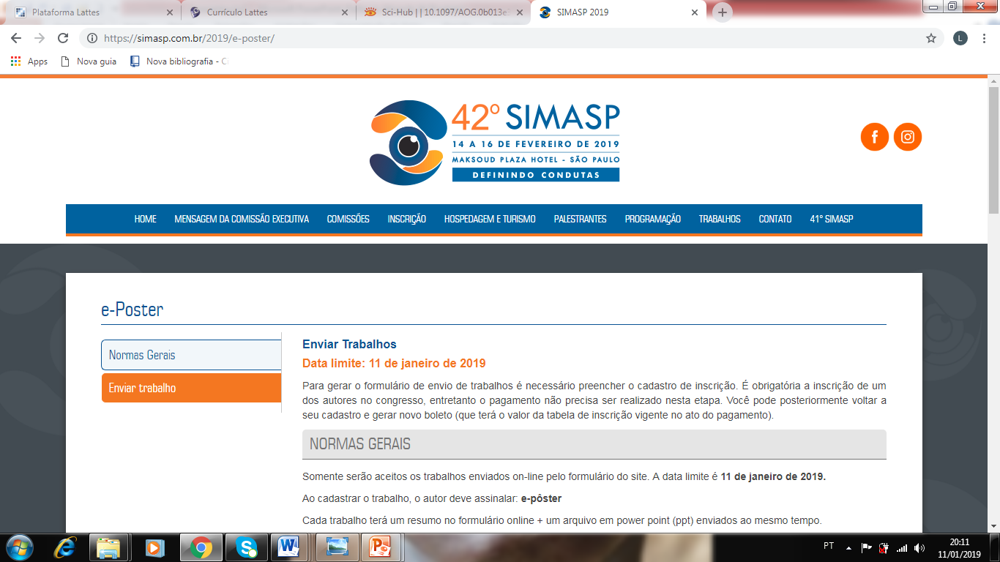 Plataforma Lattes
Currículo Lattes
Sci-Hub | | 10.1097/AOG.0b013e3
SIMASP 2019
https://simasp.com.br/2019/e-poster/
L
Apps
Nova guia
Nova bibliografia - Ci
42º SIMASP
14 A 16 DE FEVEREIRO DE 2019
MAKSOUD PLAZA HOTEL - SÃO PAULO
DEFININDO CONDUTAS
HOME MENSAGEM DA COMISSÃO EXECUTIVA COMISSÕES INSCRIÇÃO HOSPEDAGEM E TURISMO PALESTRANTES PROGRAMAÇÃO TRABALHOS CONTATO 41° SIMASP
e-Poster
Normas Gerais
Enviar trabalho
Enviar Trabalhos
Data limite: 11 de janeiro de 2019
Para gerar o formulário de envio de trabalhos é necessário preencher o cadastro de inscrição. É obrigatória a inscrição de um
dos autores no congresso, entretanto o pagamento não precisa ser realizado nesta etapa. Você pode posteriormente voltar a
seu cadastro e gerar novo boleto (que terá o valor da tabela de inscrição vigente no ato do pagamento).
NORMAS GERAIS
Somente serão aceitos os trabalhos enviados on-line pelo formulário do site. A data limite é 11 de janeiro de 2019.
Ao cadastrar o trabalho, o autor deve assinalar: e-pôster
Cada trabalho terá um resumo no formulário online + um arquivo em power point (ppt) enviados ao mesmo tempo.
PT
20:11
11/01/2019